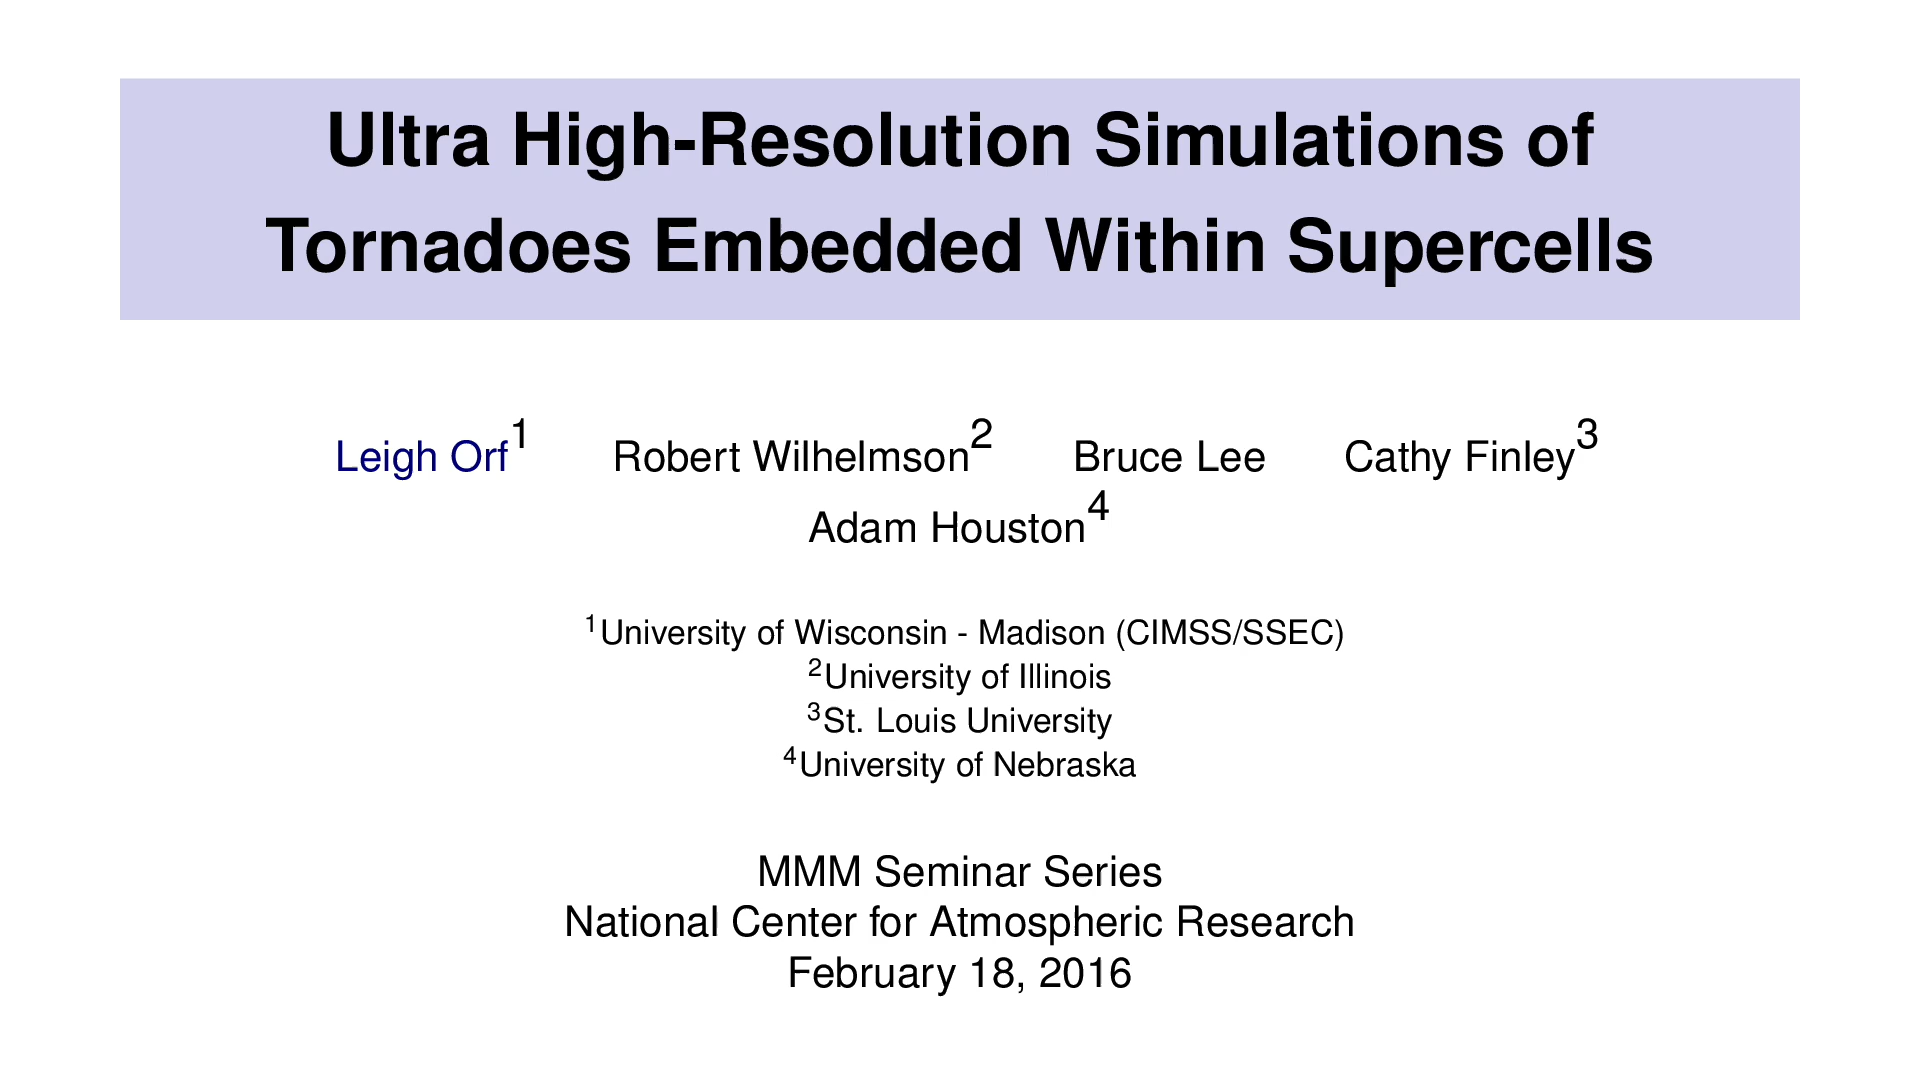 Ultra High-Resolution Simulations of
Tornadoes Embedded Within Supercells
Leigh Orf1 Robert Wilhelmson2 Bruce Lee Cathy Finley3
Adam Houston4
1University of Wisconsin - Madison (CIMSS/SSEC)
2University of Illinois
3St. Louis University
4University of Nebraska
MMM Seminar Series
National Center for Atmospheric Research
February 18, 2016